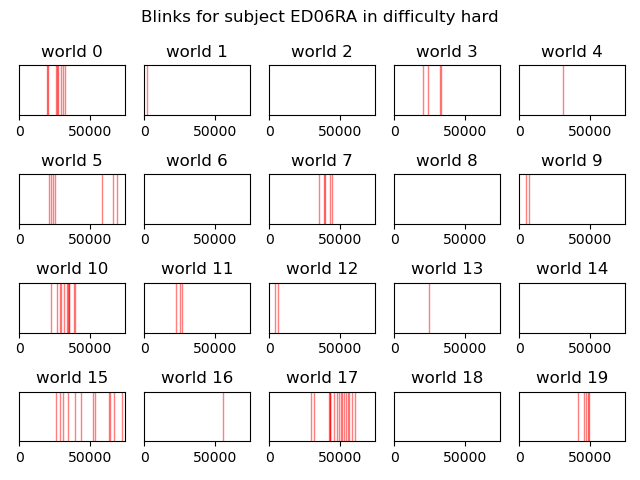 Blinks for subject ED06RA in difficulty hard
world 0 world 1 world 2 world 3 world 4
0 50000 0 50000 0 50000 0 50000 0 50000
world 5 world 6 world 7 world 8 world 9
0 50000 0 50000 0 50000 0 50000 0 50000
world 10 world 11 world 12 world 13 world 14
0 50000 0 50000 0 50000 0 50000 0 50000
world 15 world 16 world 17 world 18 world 19
0 50000 0 50000 0 50000 0 50000 0 50000